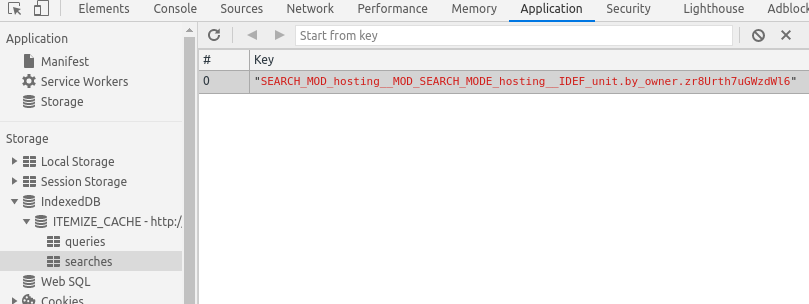 Elements Console Sources Network Performance Memory Application Security Lighthouse Adblock
Application
Manifest
Service Workers
Storage
Storage
Local Storage
Session Storage
IndexedDB
ITEMIZE_CACHE - http:/
queries
searches
Web SQL
Cookies
Start from key
# Key
0 "SEARCH_MOD_hosting__MOD_SEARCH_MODE_hosting__IDEF_unit.by_owner.zr8Urth7uGWzdWl6"